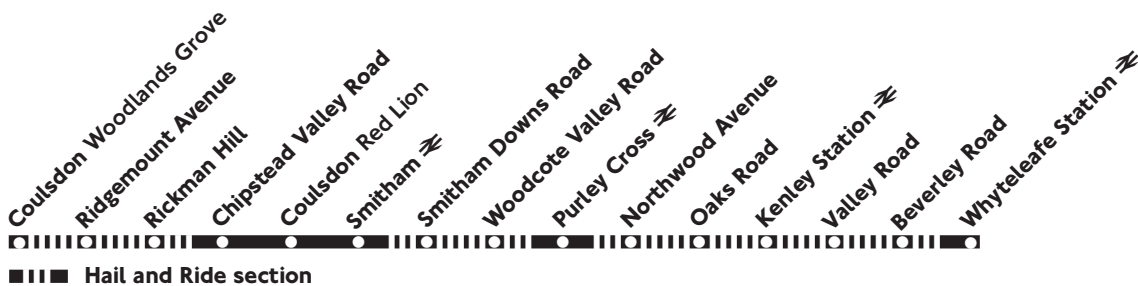 Coulsdon Woodlands Grove
Ridgemount Avenue
Rickman Hill
Chipstead Valley Road
Coulsdon Red Lion
Smitham
Smitham Downs Road
Woodcote Valley Road
Purley Cross
Northwood Avenue
Oaks Road
Kenley Station
Valley Road
Beverley Road
Whyteleafe Station
Hail and Ride section